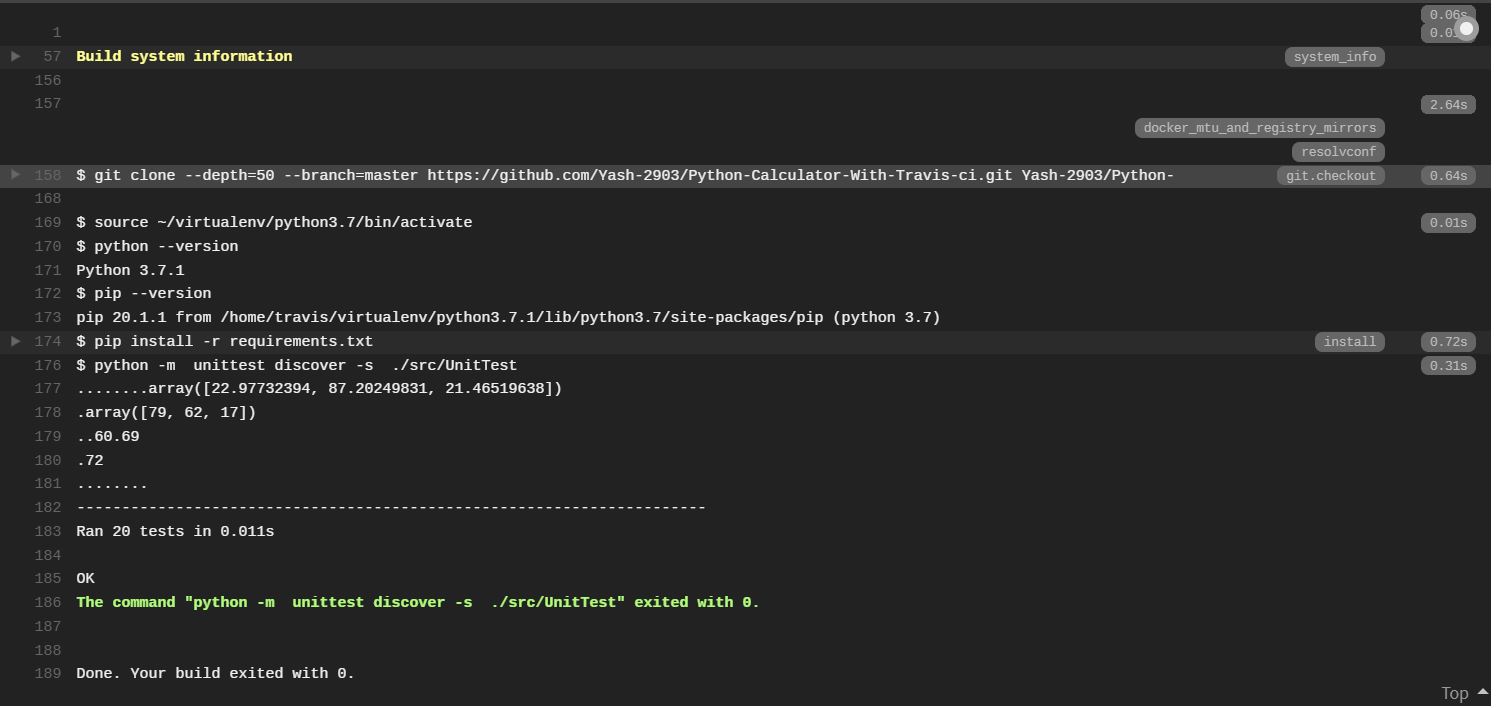 0.06s
1
57 Build system information system_info
156
157 2.64s
docker_mtu_and_registry_mirrors
resolvconf
158 $ git clone --depth=50 --branch=master https://github.com/Yash-2903/Python-Calculator-With-Travis-ci.git Yash-2903/Python- git.checkout 0.64s
168
169 $ source ~/virtualenv/python3.7/bin/activate 0.01s
170 $ python --version
171 Python 3.7.1
172 $ pip --version
173 pip 20.1.1 from /home/travis/virtualenv/python3.7.1/lib/python3.7/site-packages/pip (python 3.7)
174 $ pip install -r requirements.txt install 0.72s
176 $ python -m  unittest discover -s  ./src/UnitTest 0.31s
177 ........array([22.97732394, 87.20249831, 21.46519638])
178 .array([79, 62, 17])
179 ..60.69
180 .72
181 ........
182 ----------------------------------------------------------------------
183 Ran 20 tests in 0.011s
184
185 OK
186 The command "python -m  unittest discover -s  ./src/UnitTest" exited with 0.
187
188
189 Done. Your build exited with 0.
Top